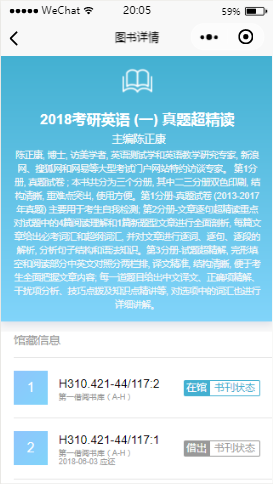 WeChat 20:05 59%
图书详情
2018考研英语 (一) 真题超精读
主编陈正康
陈正康, 博士, 访美学者, 英语测试学和英语教学研究专家, 新浪
网、搜狐网和网易等大型考试门户网站特约访谈专家。 第1分
册, 真题试卷 ; 本书共分为三个分册, 其中二三分册双色印刷, 结
构清晰, 重难点突出, 使用方便。第1分册-真题试卷 (2013-2017
年真题) 主要用于考生自我检测, 第2分册-文章逐句超精读重点
对试题中的4篇阅读理解和1篇新题型文章进行全面剖析, 每篇文
章给出必考词汇和超纲词汇, 并对文章进行逐词、逐句、逐段的
解析, 分析句子结构和语法知识。第3分册-试题超精解, 完形填
空和阅读部分中英文对照分两栏排, 译文精准, 结构清晰, 便于考
生全面把握文章内容, 每一道题目给出中文译文、正确项精解、
干扰项分析、技巧点拨及知识点精讲等, 对选项中的词汇也进行
详细讲解。
馆藏信息
1 H310.421-44/117:2 在馆 书刊状态
第一借阅书库 ( A-H )
2 H310.421-44/117:1 借出 书刊状态
第一借阅书库 ( A-H )
2018-06-03 应还